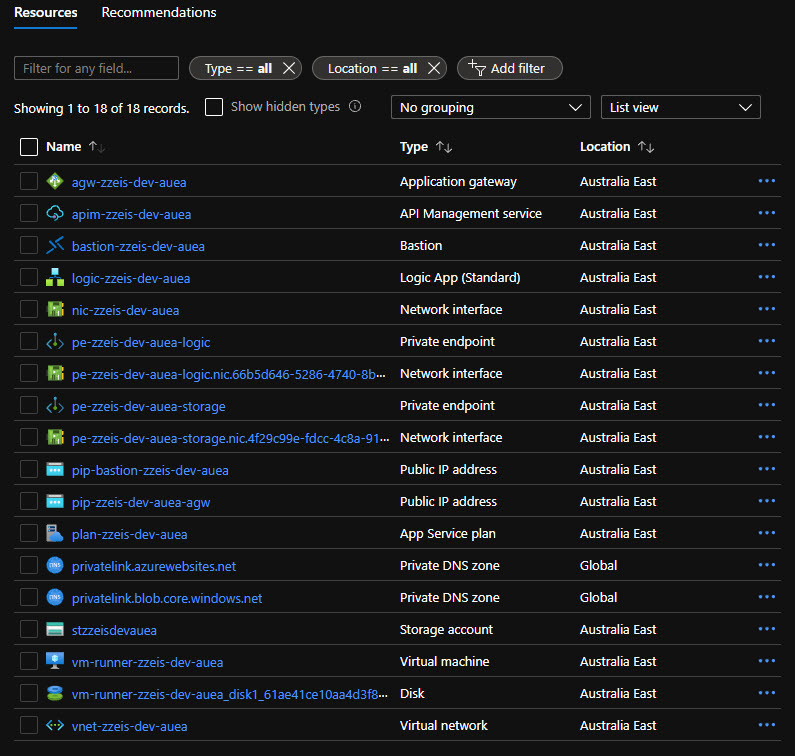 Resources Recommendations
Filter for any field... Type == all Location == all Add filter
Showing 1 to 18 of 18 records. Show hidden types No grouping List view
Name Type Location
agw-zzeis-dev-auea Application gateway Australia East
apim-zzeis-dev-auea API Management service Australia East
bastion-zzeis-dev-auea Bastion Australia East
logic-zzeis-dev-auea Logic App (Standard) Australia East
nic-zzeis-dev-auea Network interface Australia East
pe-zzeis-dev-auea-logic Private endpoint Australia East
pe-zzeis-dev-auea-logic.nic.66b5d646-5286-4740-8b... Network interface Australia East
pe-zzeis-dev-auea-storage Private endpoint Australia East
pe-zzeis-dev-auea-storage.nic.4f29c99e-fdcc-4c8a-91... Network interface Australia East
pip-bastion-zzeis-dev-auea Public IP address Australia East
pip-zzeis-dev-auea-agw Public IP address Australia East
plan-zzeis-dev-auea App Service plan Australia East
privatelink.azurewebsites.net Private DNS zone Global
privatelink.blob.core.windows.net Private DNS zone Global
stzzeisdevauea Storage account Australia East
vm-runner-zzeis-dev-auea Virtual machine Australia East
vm-runner-zzeis-dev-auea_disk1_61ae41ce10aa4d3f8... Disk Australia East
vnet-zzeis-dev-auea Virtual network Australia East